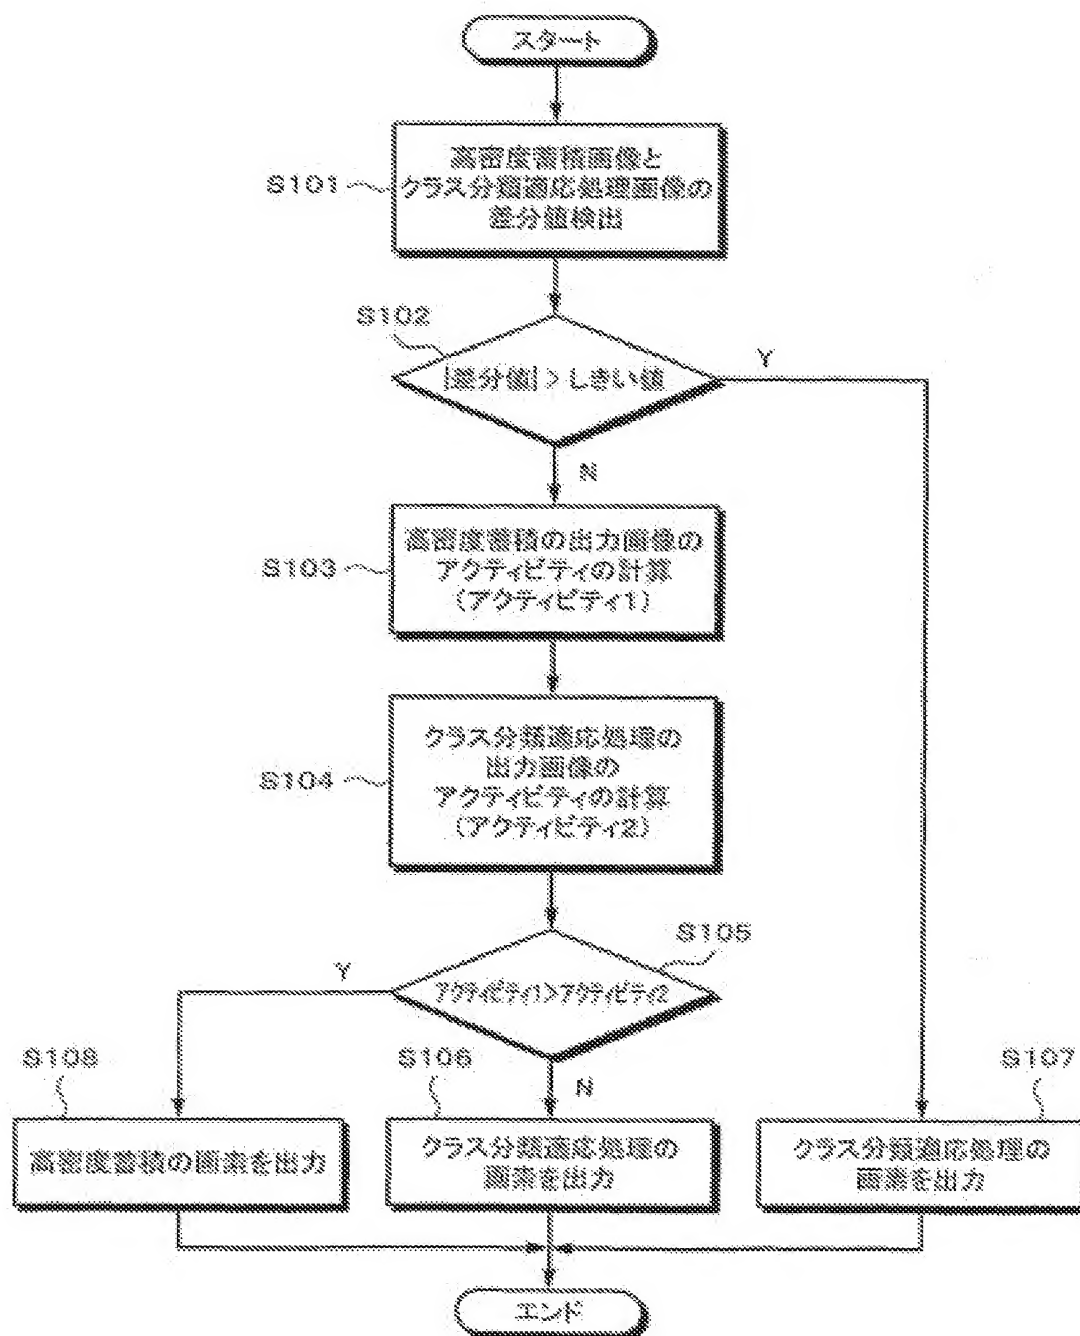 スタート
高密度蓄積画像と
S101
クラス分類適応処理画像の
差分値検出
S102
|差分値|>しきい値
Y
N
S103
高密度蓄積の出力画像の
アクティビティの計算
(アクティビティ1)
S104
クラス分類適応処理の
出力画像の
アクティビティの計算
(アクティビティ2)
S105
アクティビティ1>アクティビティ2
Y
N
S108
高密度蓄積の画素を出力
S106
クラス分類適応処理の
画素を出力
S107
クラス分類適応処理の
画素を出力
エンド